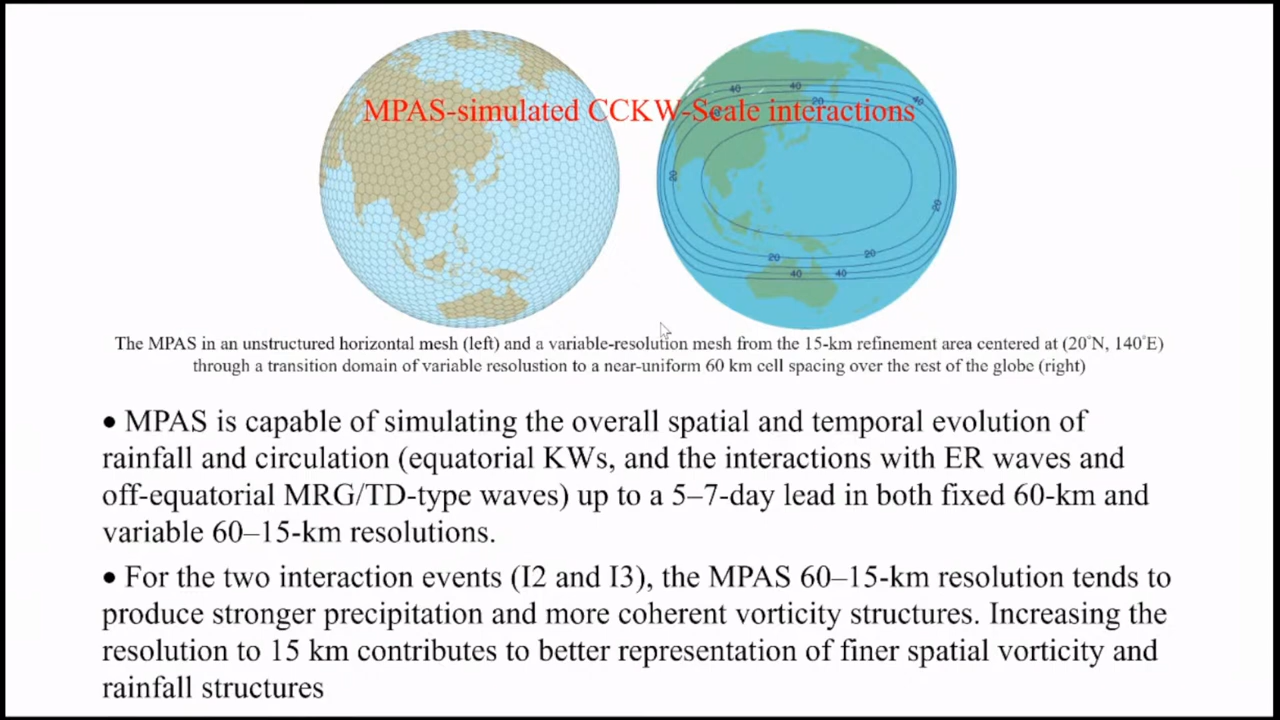 MPAS-simulated CCKW-Scale interactions
40
40
40
20
20
20
20
20
40
40
The MPAS in an unstructured horizontal mesh (left) and a variable-resolution mesh from the 15-km refinement area centered at (20°N, 140°E)
through a transition domain of variable resolustion to a near-uniform 60 km cell spacing over the rest of the globe (right)
• MPAS is capable of simulating the overall spatial and temporal evolution of
rainfall and circulation (equatorial KWs, and the interactions with ER waves and
off-equatorial MRG/TD-type waves) up to a 5–7-day lead in both fixed 60-km and
variable 60–15-km resolutions.
• For the two interaction events (I2 and I3), the MPAS 60–15-km resolution tends to
produce stronger precipitation and more coherent vorticity structures. Increasing the
resolution to 15 km contributes to better representation of finer spatial vorticity and
rainfall structures